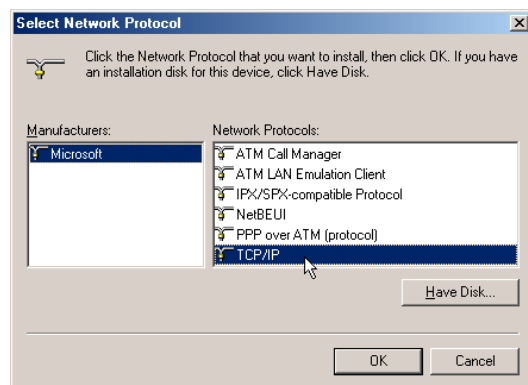 Select Network Protocol
Click the Network Protocol that you want to install, then click OK. If you have
an installation disk for this device, click Have Disk.
Manufacturers:
Microsoft
Network Protocols:
ATM Call Manager
ATM LAN Emulation Client
IPX/SPX-compatible Protocol
NetBEUI
PPP over ATM (protocol)
TCP/IP
Have Disk...
OK
Cancel